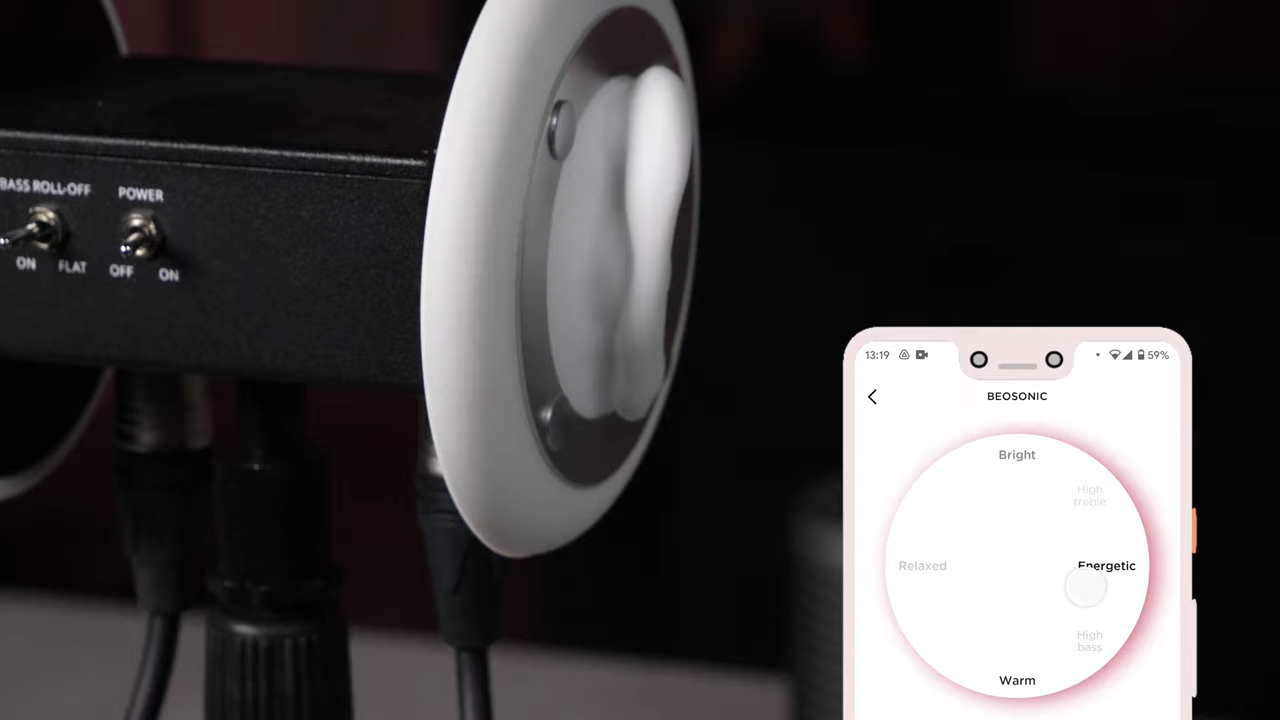 BASS ROLL-OFF
POWER
ON
FLAT
OFF
ON
13:19
59%
BEOSONIC
Bright
High
treble
Relaxed
Energetic
High
bass
Warm